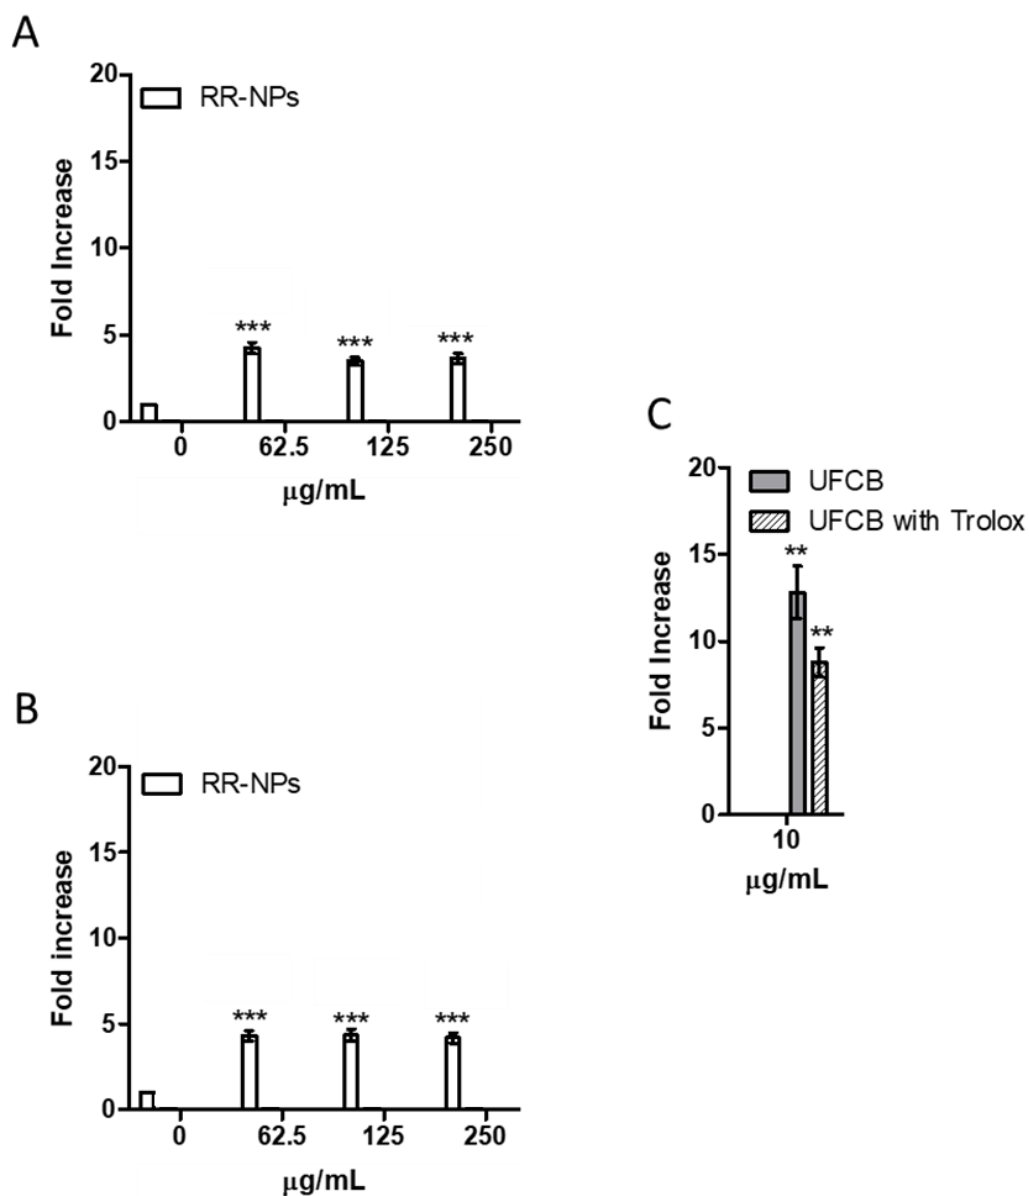 A
20
15
10
5
0
Fold Increase
RR-NPs
***
***
***
0 62.5 125 250
μg/mL
B
20
15
10
5
0
Fold increase
RR-NPs
***
***
***
0 62.5 125 250
μg/mL
C
20
15
10
5
0
Fold Increase
UFCB
UFCB with Trolox
**
**
10
μg/mL